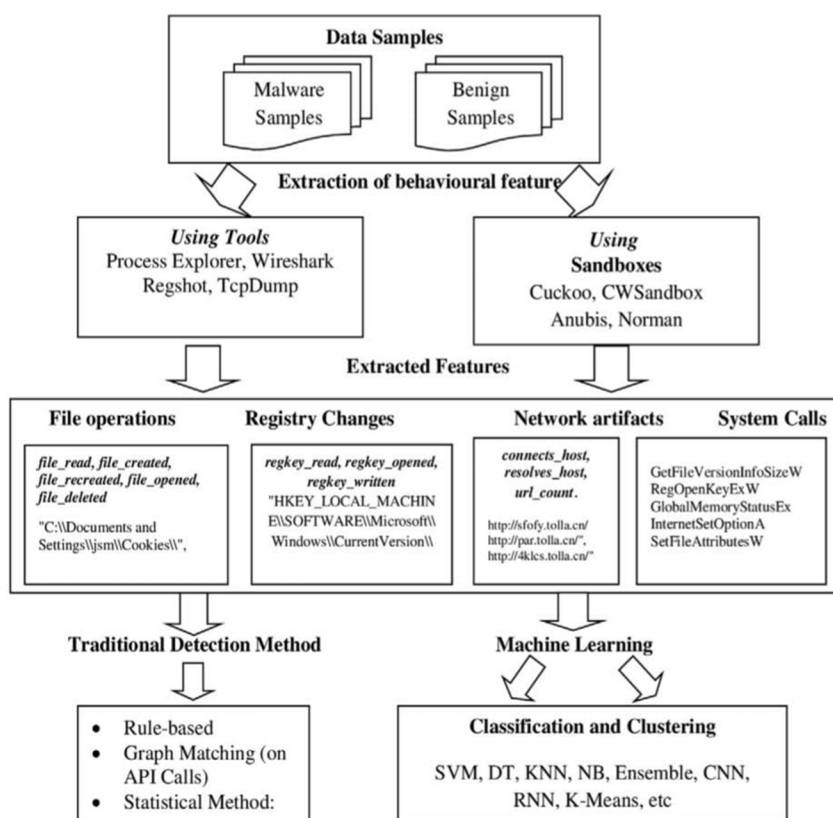 Data Samples
Malware
Samples
Benign
Samples
Extraction of behavioural feature
Using Tools
Process Explorer, Wireshark
Regshot, TcpDump
Using
Sandboxes
Cuckoo, CWSandbox
Anubis, Norman
Extracted Features
File operations
Registry Changes
Network artifacts
System Calls
file_read, file_created,
file_recreated, file_opened,
file_deleted
"C:\\Documents and
Settings\\jsm\\Cookies\\",
regkey_read, regkey_opened,
regkey_written
"HKEY_LOCAL_MACHIN
E\\SOFTWARE\\Microsoft\\
Windows\\CurrentVersion\\
connects_host,
resolves_host,
url_count.
http://sfofy.tolla.cn/
http://par.tolla.cn/",
http://4klcs.tolla.cn/"
GetFileVersionInfoSizeW
RegOpenKeyExW
GlobalMemoryStatusEx
InternetSetOptionA
SetFileAttributesW
Traditional Detection Method
Machine Learning
• Rule-based
• Graph Matching (on
API Calls)
• Statistical Method:
Classification and Clustering
SVM, DT, KNN, NB, Ensemble, CNN,
RNN, K-Means, etc